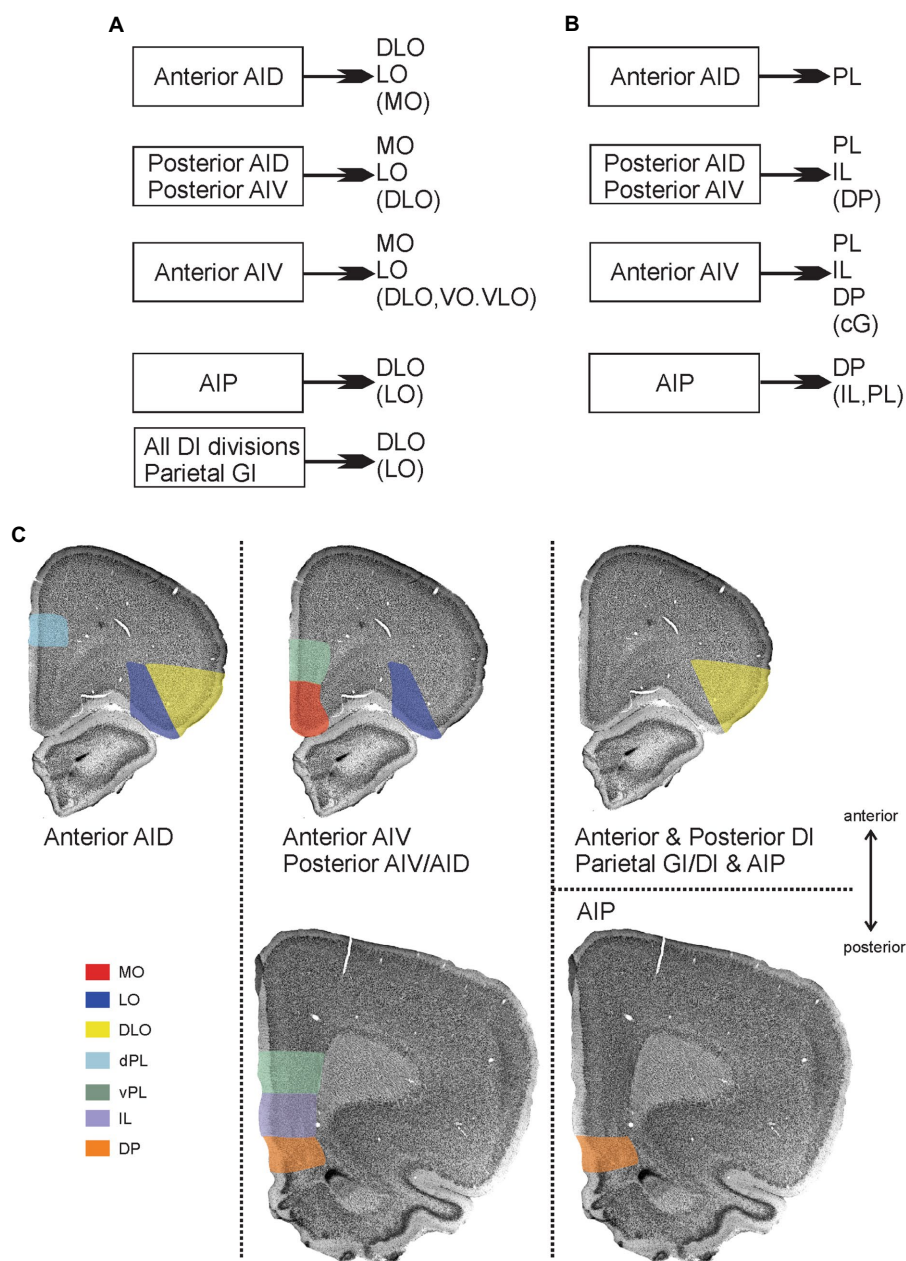 A
Anterior AID
DLO
LO
(MO)
Posterior AID
Posterior AIV
MO
LO
(DLO)
Anterior AIV
MO
LO
(DLO,VO.VLO)
AIP
DLO
(LO)
All DI divisions
Parietal GI
DLO
(LO)
B
Anterior AID
PL
Posterior AID
Posterior AIV
PL
IL
(DP)
Anterior AIV
PL
IL
DP
(cG)
AIP
DP
(IL,PL)
C
Anterior AID
Anterior AIV
Posterior AIV/AID
Anterior & Posterior DI
Parietal GI/DI & AIP
anterior
posterior
AIP
MO
LO
DLO
dPL
vPL
IL
DP